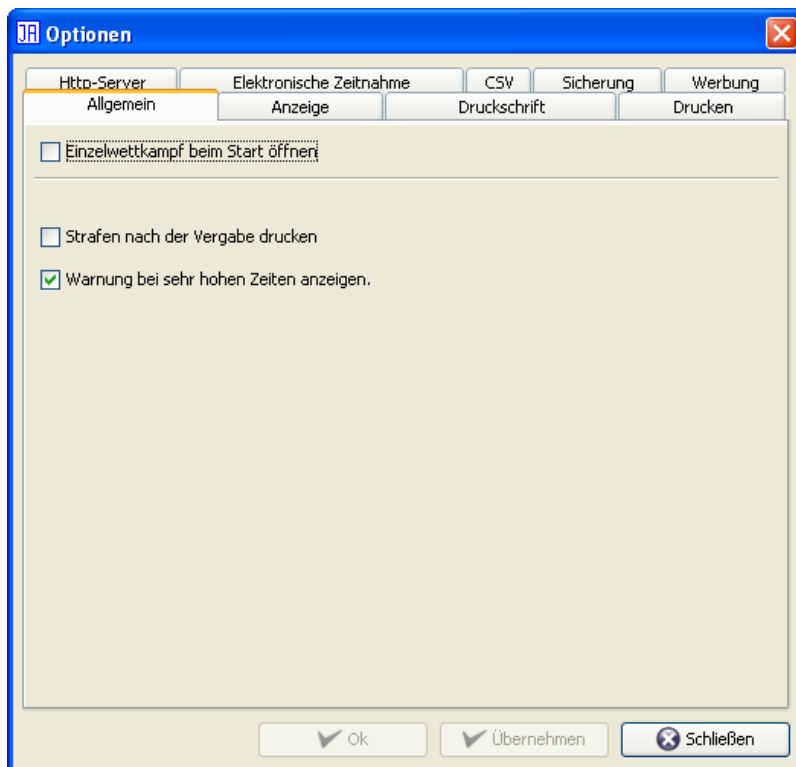 JA Optionen
Http-Server Elektronische Zeitnahme CSV Sicherung Werbung
Allgemein Anzeige Druckschrift Drucken
Einzelwettkampf beim Start öffnen
Strafen nach der Vergabe drucken
Warnung bei sehr hohen Zeiten anzeigen.
Ok Übernehmen Schließen